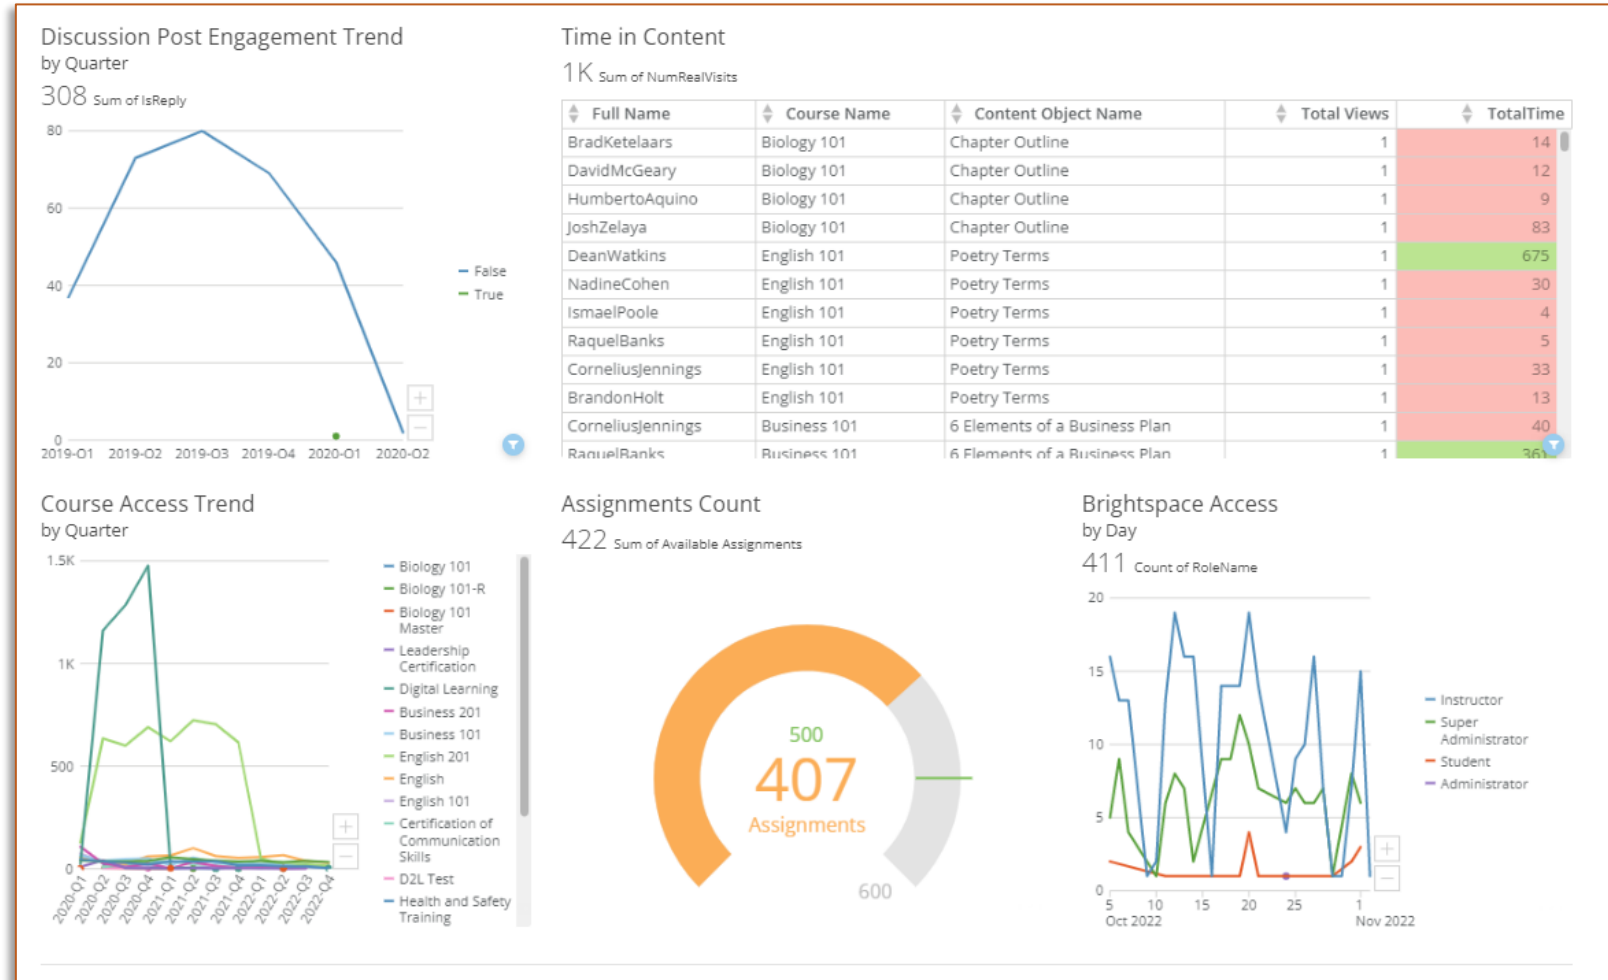 Discussion Post Engagement Trend
by Quarter
308 Sum of IsReply
80
60
40
20
0
2019-Q1 2019-Q2 2019-Q3 2019-Q4 2020-Q1 2020-Q2
False
True
+
−
Time in Content
1K Sum of NumRealVisits
Full Name Course Name Content Object Name Total Views TotalTime
BradKetelaars Biology 101 Chapter Outline 1 14
DavidMcGeary Biology 101 Chapter Outline 1 12
HumbertoAquino Biology 101 Chapter Outline 1 9
JoshZelaya Biology 101 Chapter Outline 1 83
DeanWatkins English 101 Poetry Terms 1 675
NadineCohen English 101 Poetry Terms 1 30
IsmaelPoole English 101 Poetry Terms 1 4
RaquelBanks English 101 Poetry Terms 1 5
CorneliusJennings English 101 Poetry Terms 1 33
BrandonHolt English 101 Poetry Terms 1 13
CorneliusJennings Business 101 6 Elements of a Business Plan 1 40
RaquelBanks Business 101 6 Elements of a Business Plan 1 361
Course Access Trend
by Quarter
1.5K
1K
500
0
2020-Q1 2020-Q2 2020-Q3 2020-Q4 2021-Q1 2021-Q2 2021-Q3 2021-Q4 2022-Q1 2022-Q2 2022-Q3 2022-Q4
Biology 101
Biology 101-R
Biology 101
Master
Leadership
Certification
Digital Learning
Business 201
Business 101
English 201
English
English 101
Certification of
Communication
Skills
D2L Test
Health and Safety
Training
+
−
Assignments Count
422 Sum of Available Assignments
500
407
Assignments
600
Brightspace Access
by Day
411 Count of RoleName
20
15
10
5
0
5 10 15 20 25 1
Oct 2022 Nov 2022
Instructor
Super
Administrator
Student
Administrator
+
−